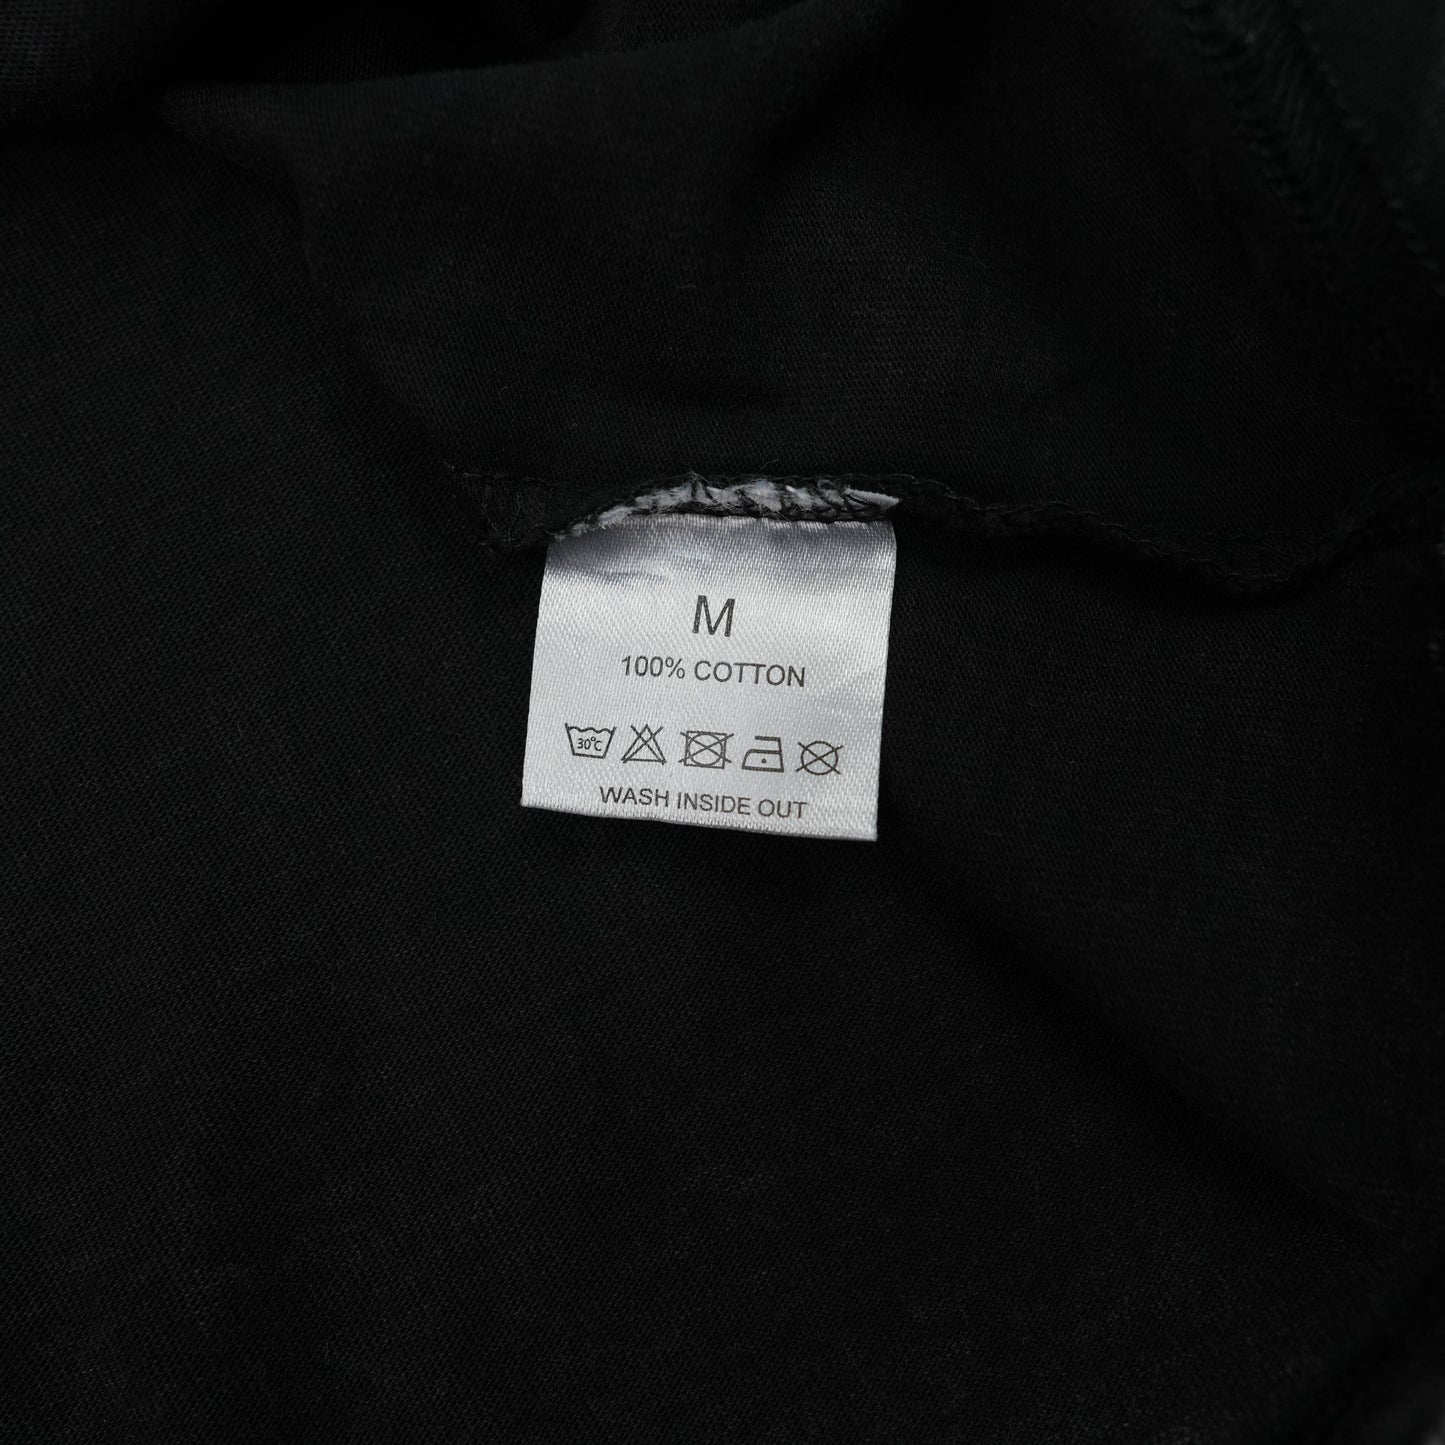 M
100% COTTON
30°C
WASH INSIDE OUT